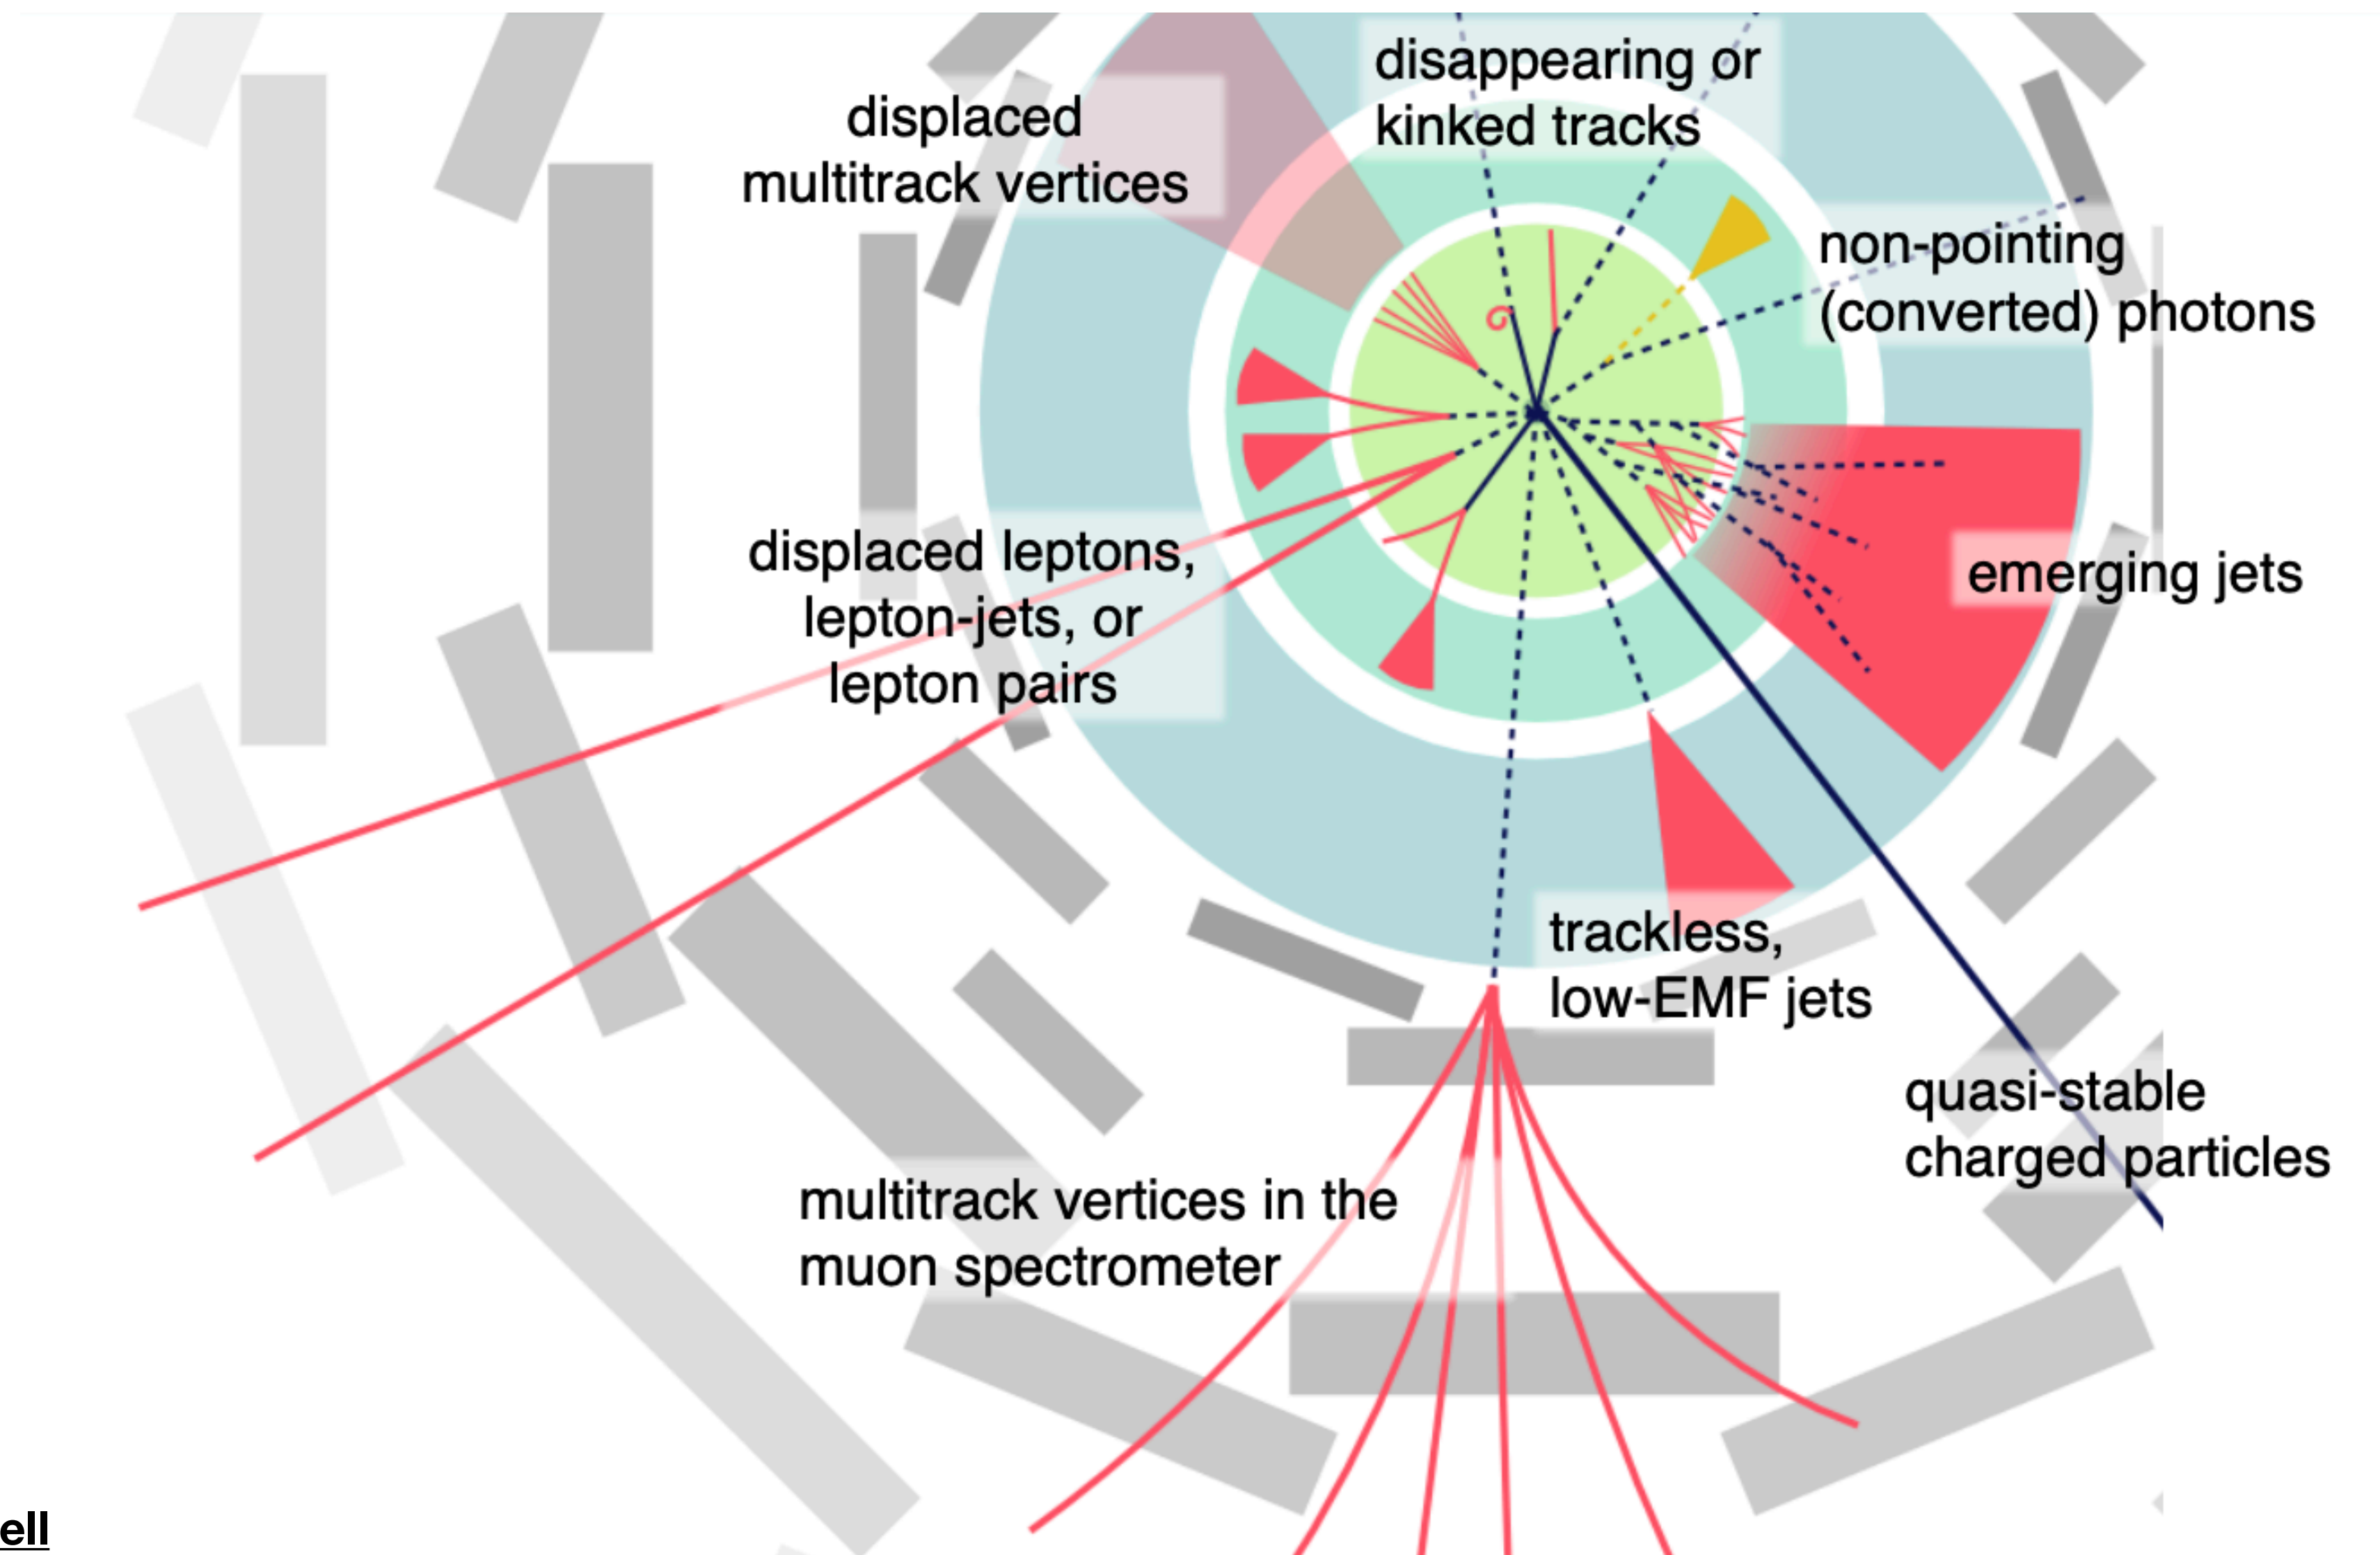 disappearing or
kinked tracks
displaced
multitrack vertices
non-pointing
(converted) photons
displaced leptons,
lepton-jets, or
lepton pairs
emerging jets
trackless,
low-EMF jets
quasi-stable
charged particles
multitrack vertices in the
muon spectrometer
ell